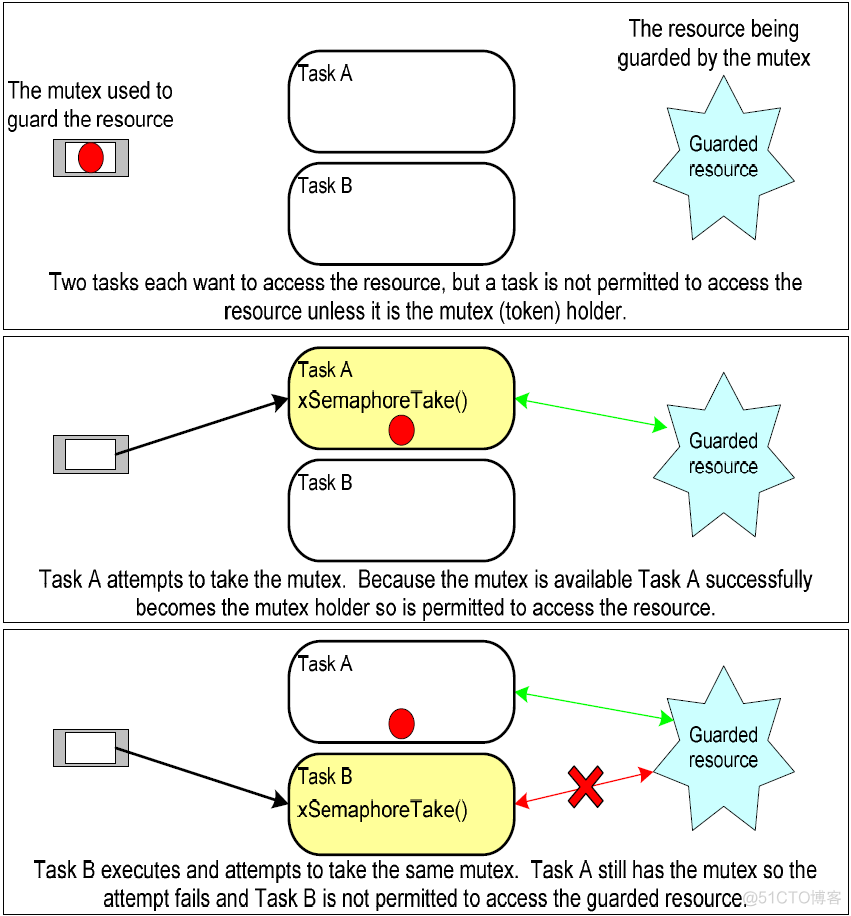 The mutex used to
guard the resource
Task A
Task B
The resource being
guarded by the mutex
Guarded
resource
Two tasks each want to access the resource, but a task is not permitted to access the
resource unless it is the mutex (token) holder.
Task A
xSemaphoreTake()
Task B
Guarded
resource
Task A attempts to take the mutex.  Because the mutex is available Task A successfully
becomes the mutex holder so is permitted to access the resource.
Task A
Task B
xSemaphoreTake()
Guarded
resource
Task B executes and attempts to take the same mutex.  Task A still has the mutex so the
attempt fails and Task B is not permitted to access the guarded resource.
@51CTO博客